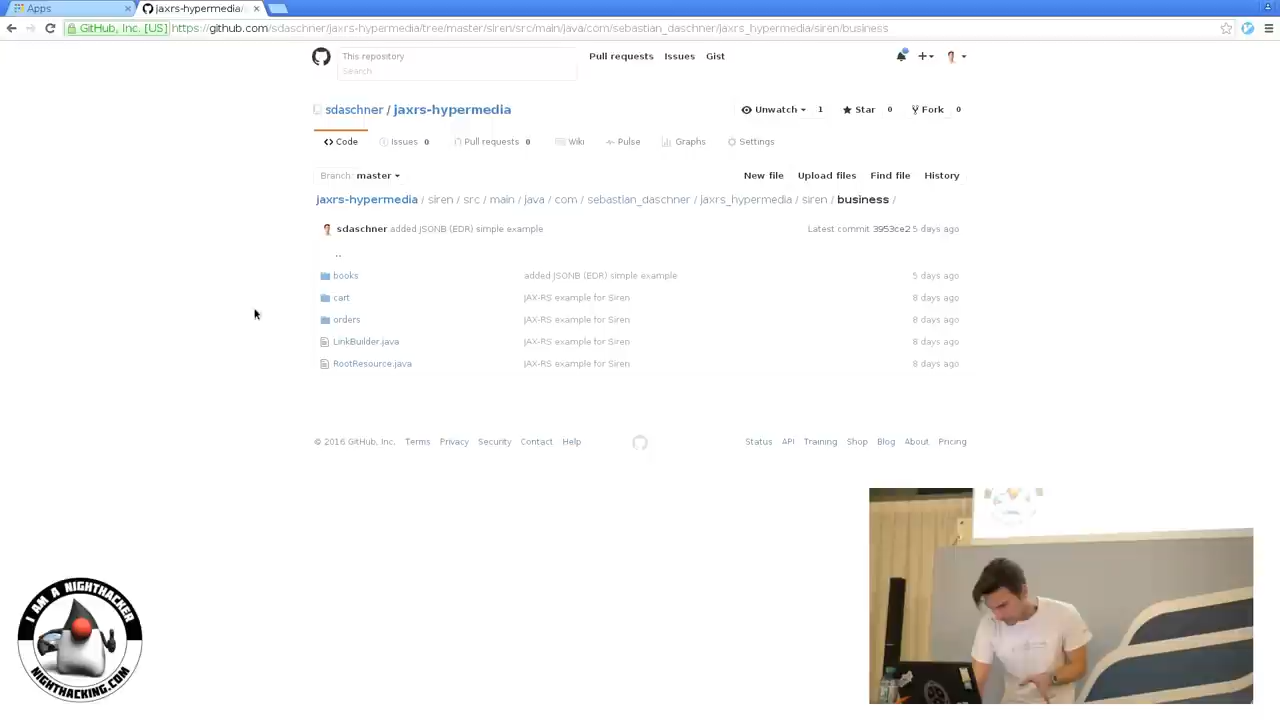 Apps
jaxrs-hypermedia/
GitHub, Inc. [US] https://github.com/sdaschner/jaxrs-hypermedia/tree/master/siren/src/main/java/com/sebastian_daschner/jaxrs_hypermedia/siren/business
This repository
Search
Pull requests Issues Gist
sdaschner / jaxrs-hypermedia
Unwatch 1 Star 0 Fork 0
Code Issues 0 Pull requests 0 Wiki Pulse Graphs Settings
Branch: master
New file Upload files Find file History
jaxrs-hypermedia / siren / src / main / java / com / sebastian_daschner / jaxrs_hypermedia / siren / business /
sdaschner added JSONB (EDR) simple example
Latest commit 3953ce2 5 days ago
..
books added JSONB (EDR) simple example 5 days ago
cart JAX-RS example for Siren 8 days ago
orders JAX-RS example for Siren 8 days ago
LinkBuilder.java JAX-RS example for Siren 8 days ago
RootResource.java JAX-RS example for Siren 8 days ago
© 2016 GitHub, Inc. Terms Privacy Security Contact Help
Status API Training Shop Blog About Pricing
I AM A NIGHTHACKER
NIGHTHACKING.COM